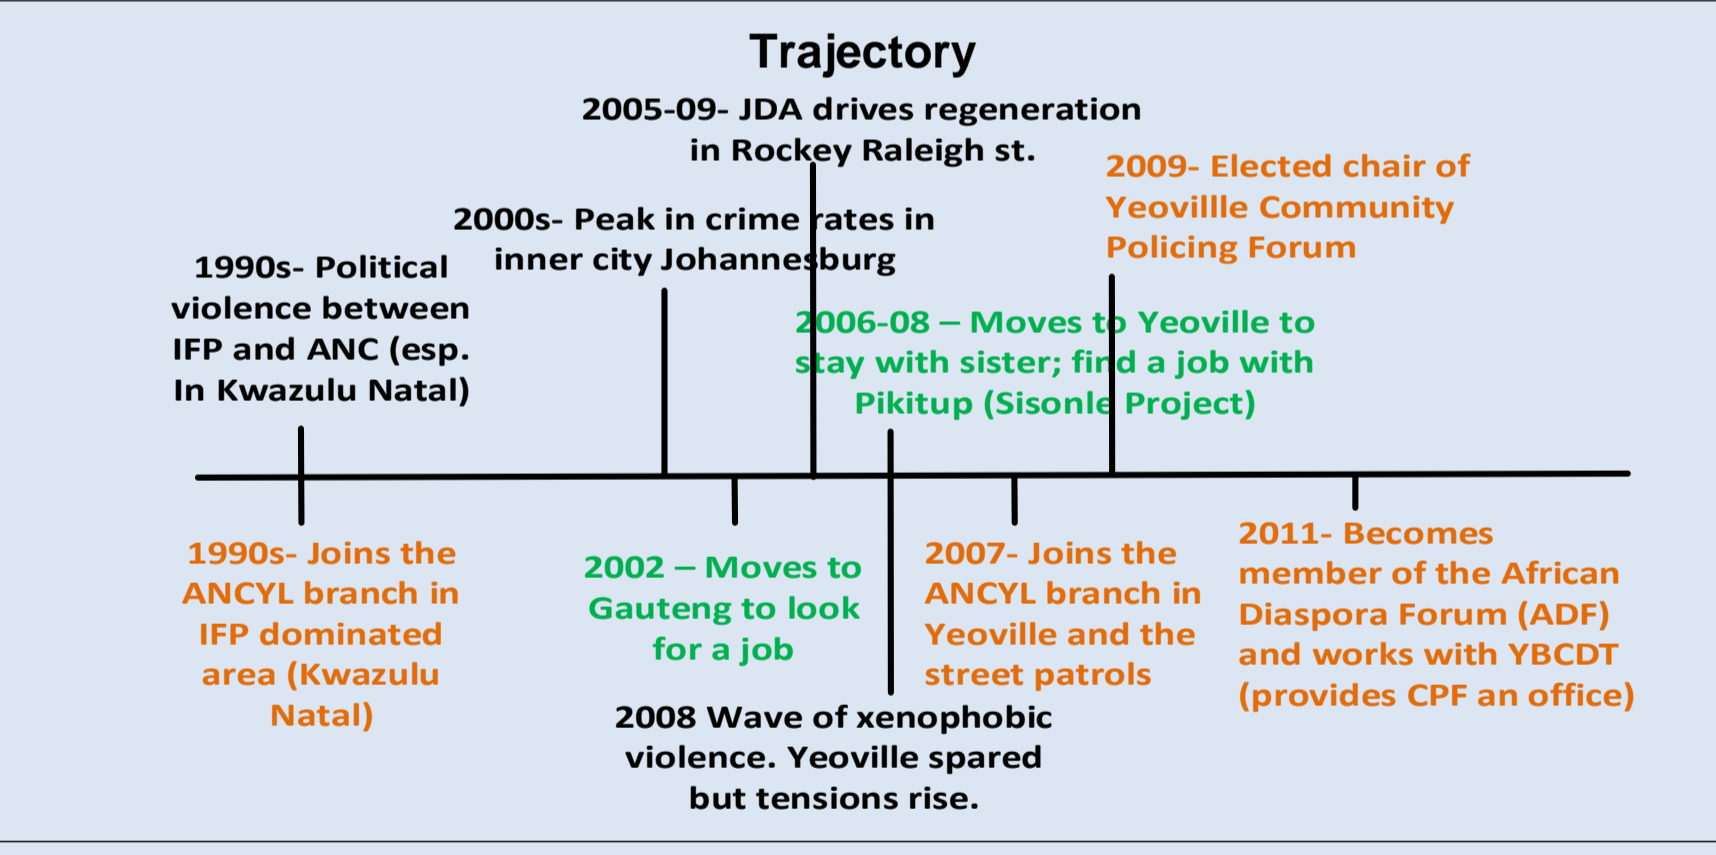 Trajectory
2005-09- JDA drives regeneration
in Rockey Raleigh st.
2009- Elected chair of
Yeovillle Community
Policing Forum
2000s- Peak in crime rates in
inner city Johannesburg
1990s- Political
violence between
IFP and ANC (esp.
In Kwazulu Natal)
2006-08 – Moves to Yeoville to
stay with sister; find a job with
Pikitup (Sisonle Project)
1990s- Joins the
ANCYL branch in
IFP dominated
area (Kwazulu
Natal)
2002 – Moves to
Gauteng to look
for a job
2007- Joins the
ANCYL branch in
Yeoville and the
street patrols
2011- Becomes
member of the African
Diaspora Forum (ADF)
and works with YBCDT
(provides CPF an office)
2008 Wave of xenophobic
violence. Yeoville spared
but tensions rise.